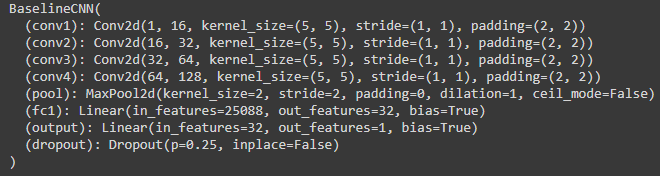 BaselineCNN(
  (conv1): Conv2d(1, 16, kernel_size=(5, 5), stride=(1, 1), padding=(2, 2))
  (conv2): Conv2d(16, 32, kernel_size=(5, 5), stride=(1, 1), padding=(2, 2))
  (conv3): Conv2d(32, 64, kernel_size=(5, 5), stride=(1, 1), padding=(2, 2))
  (conv4): Conv2d(64, 128, kernel_size=(5, 5), stride=(1, 1), padding=(2, 2))
  (pool): MaxPool2d(kernel_size=2, stride=2, padding=0, dilation=1, ceil_mode=False)
  (fc1): Linear(in_features=25088, out_features=32, bias=True)
  (output): Linear(in_features=32, out_features=1, bias=True)
  (dropout): Dropout(p=0.25, inplace=False)
)